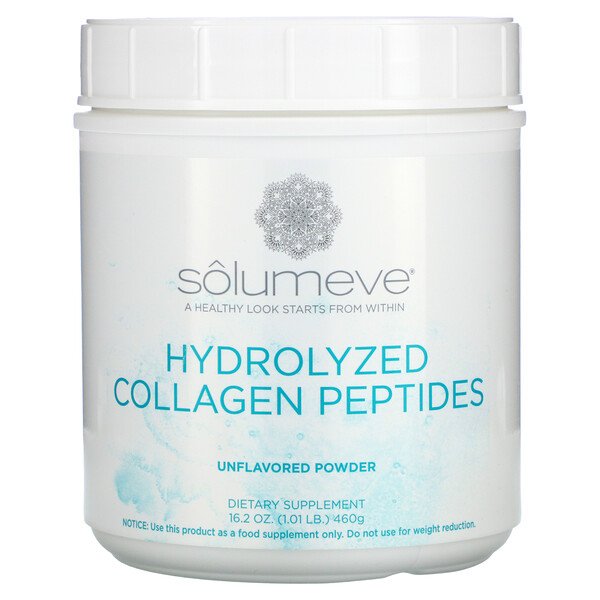 sôlumeve®
A HEALTHY LOOK STARTS FROM WITHIN
HYDROLYZED
COLLAGEN PEPTIDES
UNFLAVORED POWDER
DIETARY SUPPLEMENT
16.2 OZ. (1.01 LB.) 460g
NOTICE: Use this product as a food supplement only. Do not use for weight reduction.